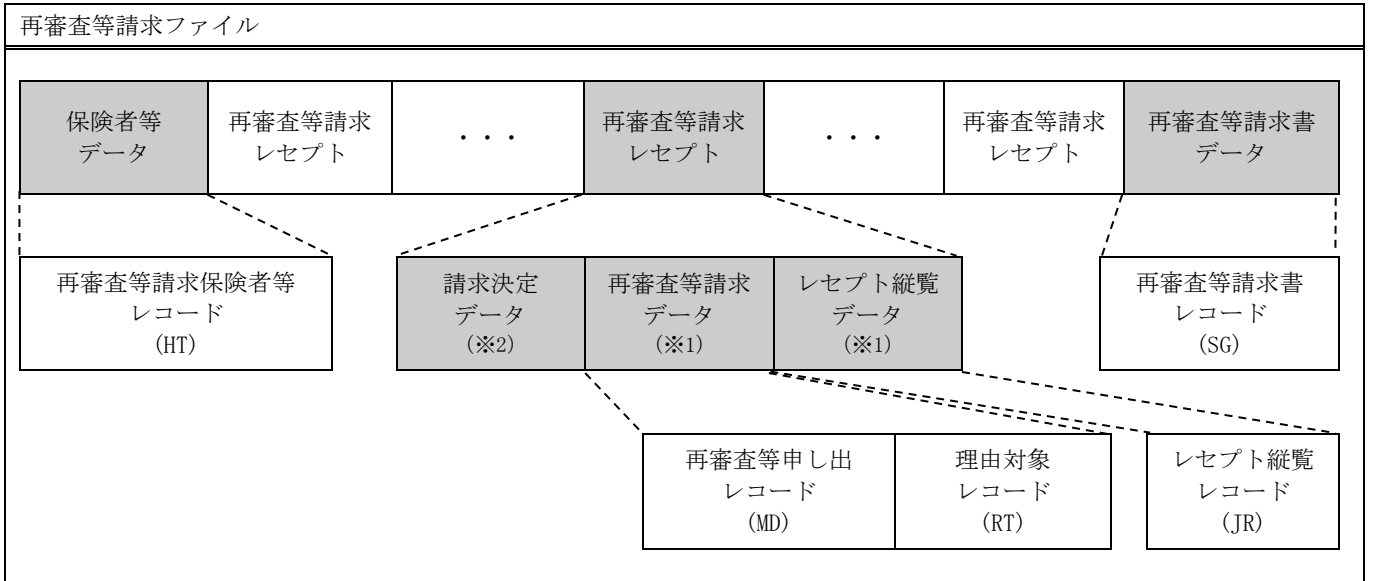 再審査等請求ファイル
保険者等
データ
再審査等請求
レセプト
・・・
再審査等請求
レセプト
・・・
再審査等請求
レセプト
再審査等請求書
データ
再審査等請求保険者等
レコード
(HT)
請求決定
データ
(※2)
再審査等請求
データ
(※1)
レセプト縦覧
データ
(※1)
再審査等請求書
レコード
(SG)
再審査等申し出
レコード
(MD)
理由対象
レコード
(RT)
レセプト縦覧
レコード
(JR)